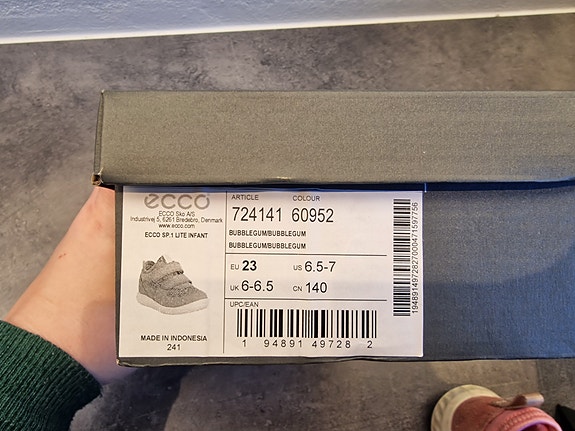 ecco
ECCO Sko A/S
Industrivej 5, 6261 Bredebro, Denmark
www.ecco.com
ECCO SP.1 LITE INFANT
MADE IN INDONESIA
241
ARTICLE COLOUR
724141 60952
BUBBLEGUM/BUBBLEGUM
BUBBLEGUM/BUBBLEGUM
EU 23 US 6.5-7
UK 6-6.5 CN 140
UPC/EAN
1 94891 49728 2
1948914972827000471597756